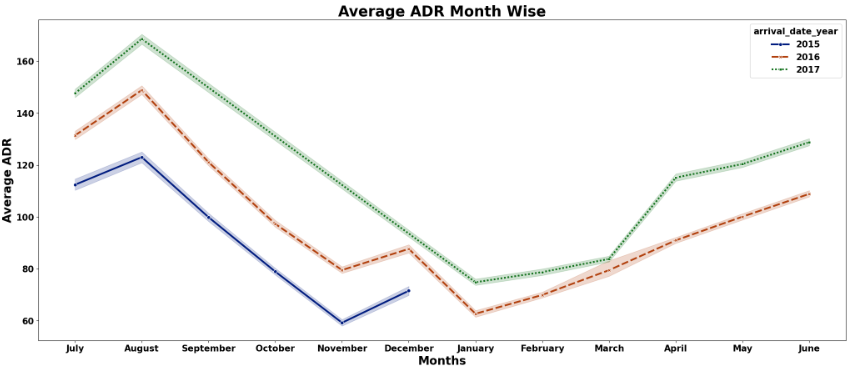 Average ADR Month Wise
arrival_date_year
2015
2016
2017
Average ADR
160
140
120
100
80
60
July August September October November December January February March April May June
Months